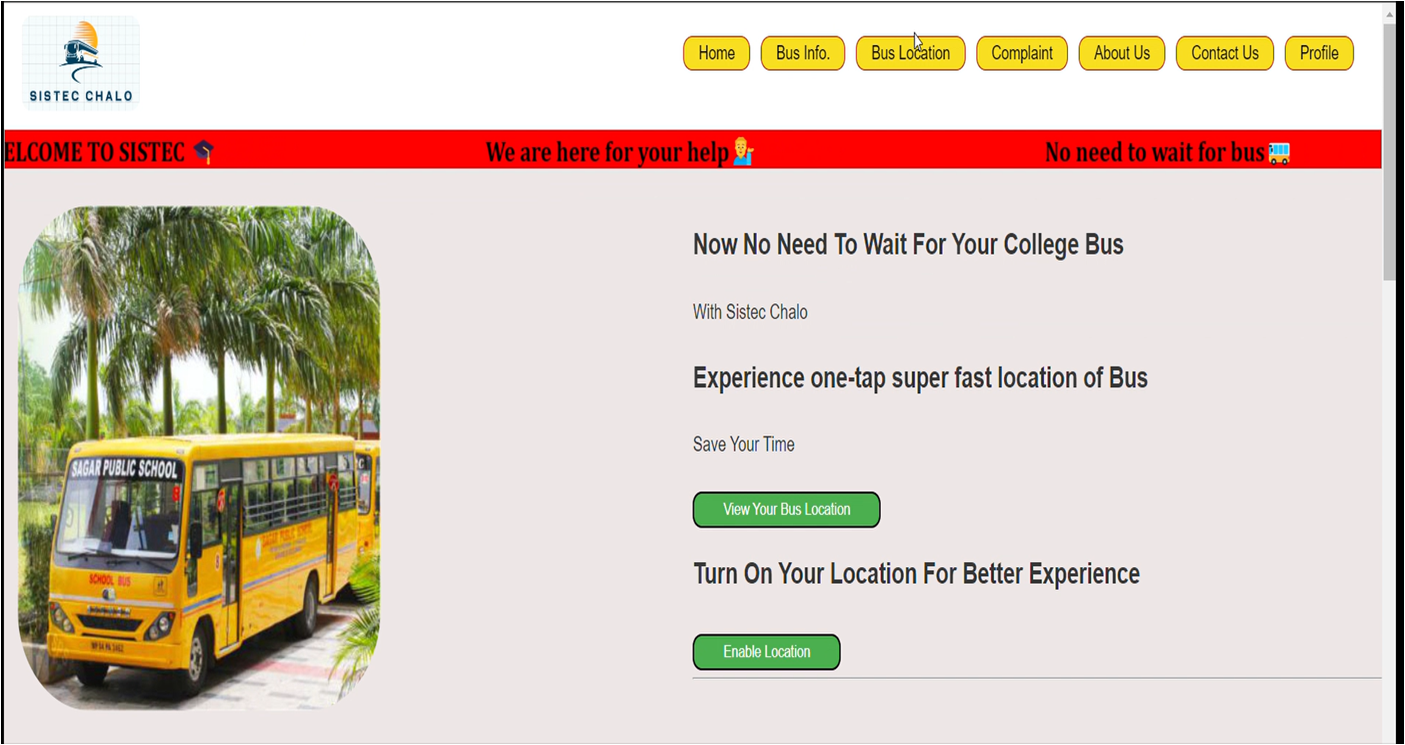 SISTEC CHALO
Home
Bus Info.
Bus Location
Complaint
About Us
Contact Us
Profile
ELCOME TO SISTEC 🎓
We are here for your help💁
No need to wait for bus🚌
Now No Need To Wait For Your College Bus
With Sistec Chalo
Experience one-tap super fast location of Bus
Save Your Time
View Your Bus Location
Turn On Your Location For Better Experience
Enable Location
SAGAR PUBLIC SCHOOL
SAGAR PUBLIC SCHOOL
SCHOOL BUS